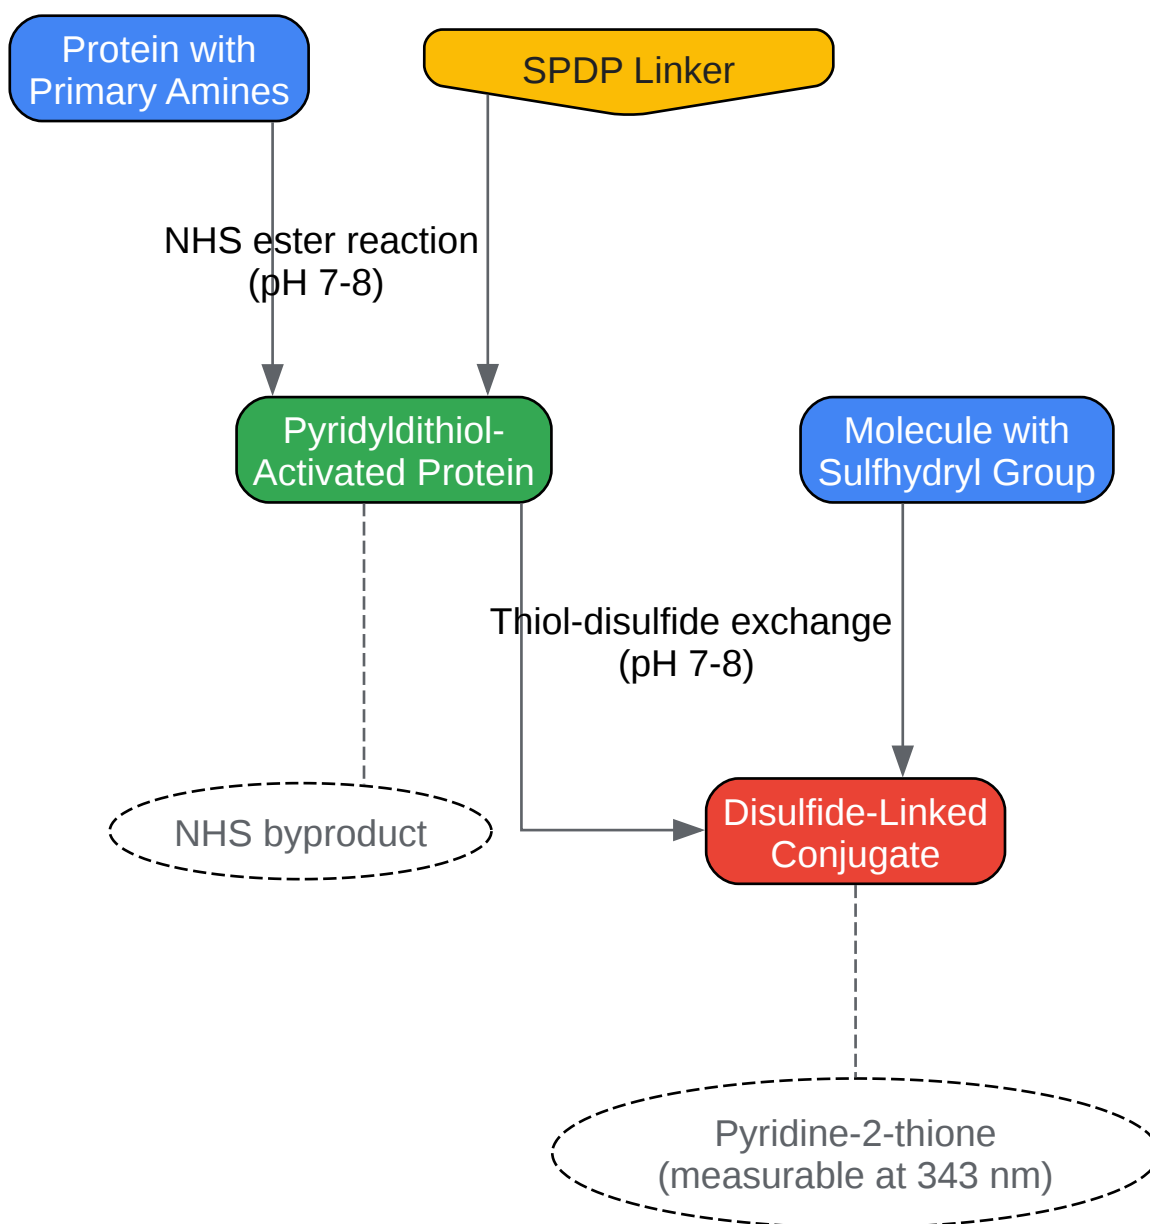 Protein with
Primary Amines
SPDP Linker
NHS ester reaction
(pH 7-8)
Pyridyldithiol-
Activated Protein
Molecule with
Sulfhydryl Group
Thiol-disulfide exchange
(pH 7-8)
NHS byproduct
Disulfide-Linked
Conjugate
Pyridine-2-thione
(measurable at 343 nm)